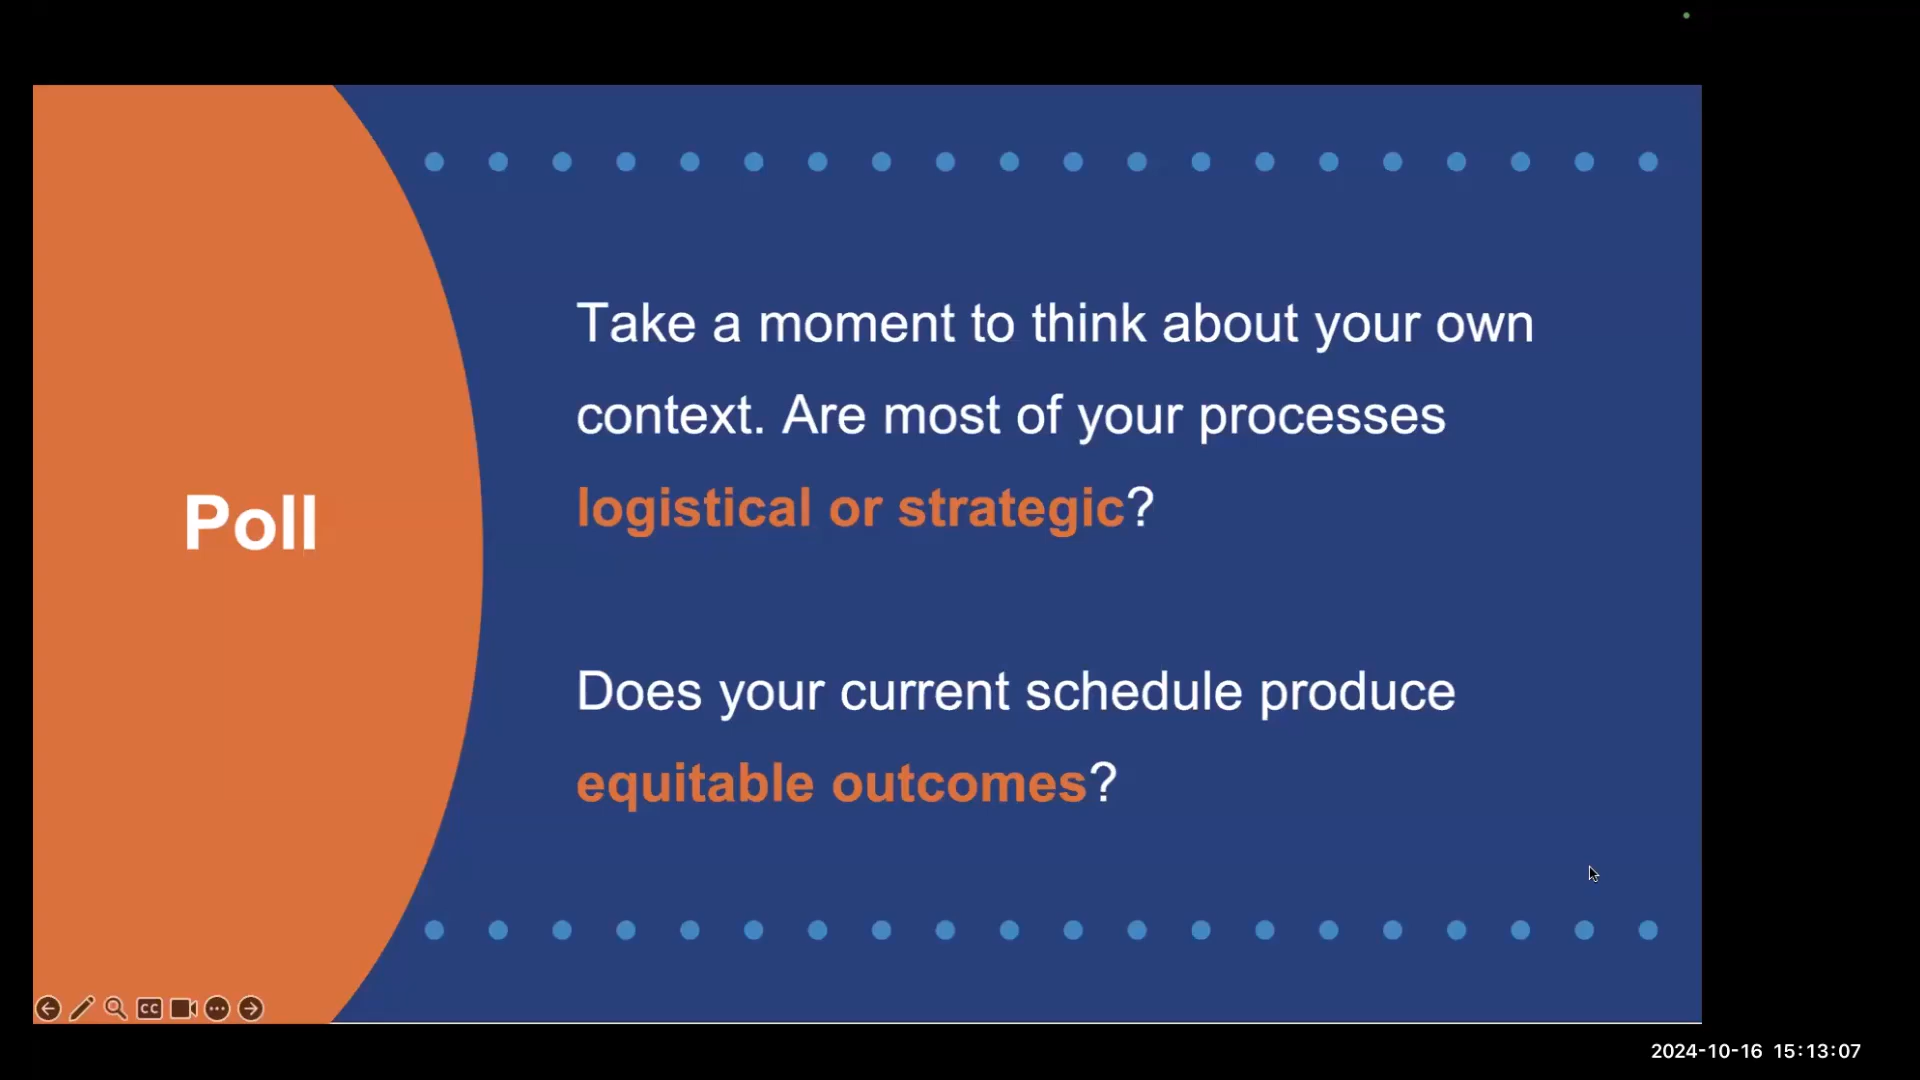 Poll
Take a moment to think about your own
context. Are most of your processes
logistical or strategic?
Does your current schedule produce
equitable outcomes?
CC
2024-10-16 15:13:07